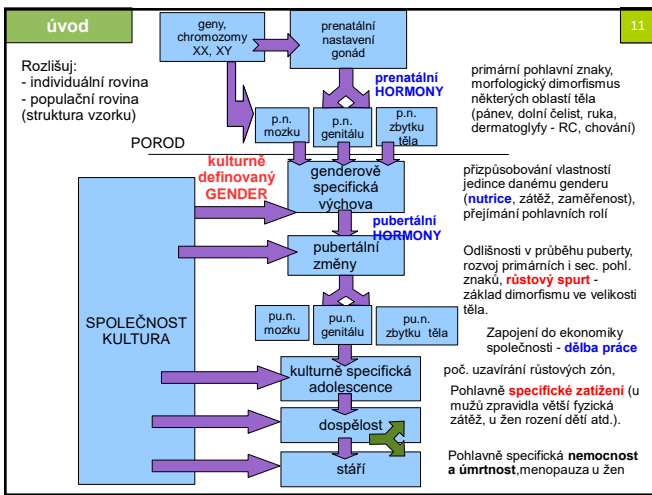 úvod
11
geny,
chromozomy
XX, XY
prenatální
nastavení
gonád
Rozlišuj:
- individuální rovina
- populační rovina
(struktura vzorku)
prenatální
HORMONY
primární pohlavní znaky,
morfologický dimorfismus
některých oblastí těla
(pánev, dolní čelist, ruka,
dermatoglyfy - RC, chování)
p.n.
mozku
p.n.
genitálu
p.n.
zbytku
těla
POROD
kulturně
definovaný
GENDER
genderově
specifická
výchova
přizpůsobování vlastností
jedince danému genderu
(nutrice, zátěž, zaměřenost),
přejímání pohlavních rolí
pubertální
HORMONY
pubertální
změny
Odlišnosti v průběhu puberty,
rozvoj primárních i sec. pohl.
znaků, růstový spurt -
základ dimorfismu ve velikosti
těla.
SPOLEČNOST
KULTURA
pu.n.
mozku
pu.n.
genitálu
pu.n.
zbytku těla
Zapojení do ekonomiky
společnosti - dělba práce
kulturně specifická
adolescence
poč. uzavírání růstových zón,
Pohlavně specifické zatížení (u
mužů zpravidla větší fyzická
zátěž, u žen rození dětí atd.).
dospělost
stáří
Pohlavně specifická nemocnost
a úmrtnost,menopauza u žen